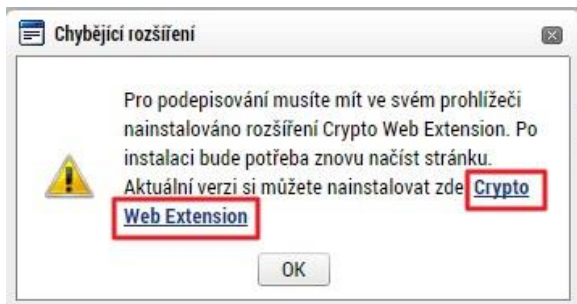 Chybějící rozšíření
Pro podepisování musíte mít ve svém prohlížeči
nainstalováno rozšíření Crypto Web Extension. Po
instalaci bude potřeba znovu načíst stránku.
Aktuální verzi si můžete nainstalovat zde Crypto
Web Extension
OK